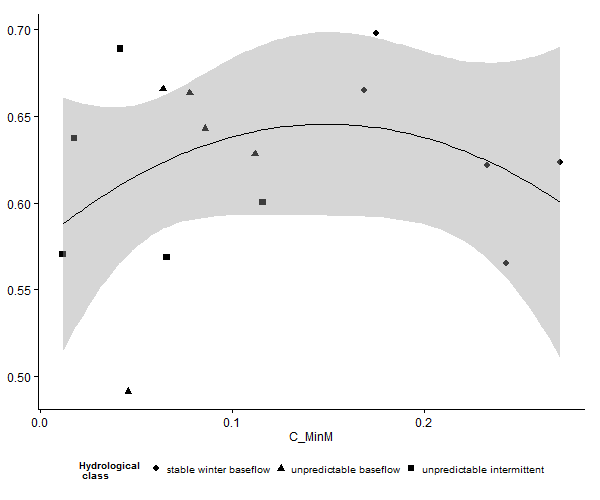 0.70
0.65
0.60
0.55
0.50
0.0 0.1 0.2
C_MinM
Hydrological
class
stable winter baseflow unpredictable baseflow unpredictable intermittent